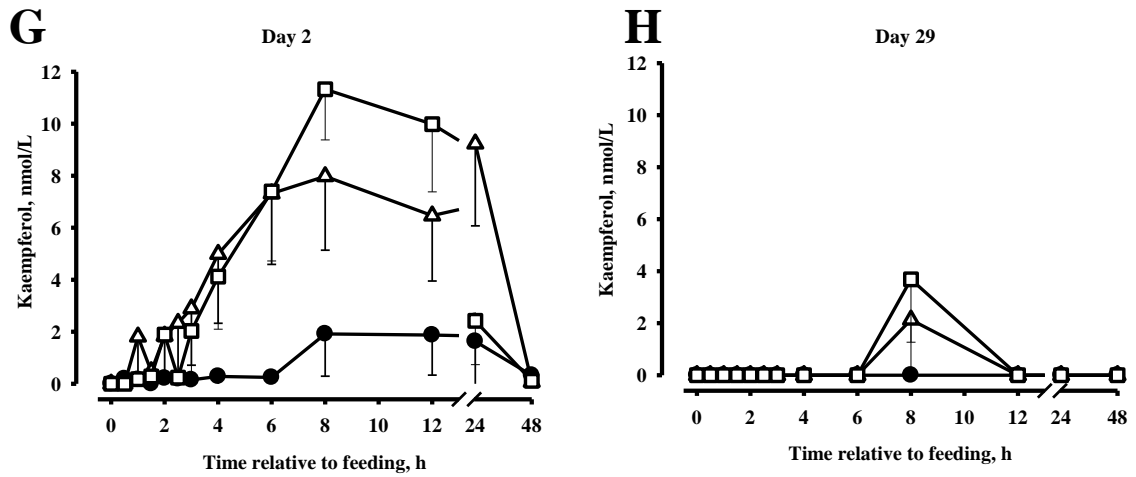 G
Day 2
Kaempferol, nmol/L
12
10
8
6
4
2
0
0 2 4 6 8 10 12 24 48
Time relative to feeding, h
H
Day 29
Kaempferol, nmol/L
12
10
8
6
4
2
0
0 2 4 6 8 10 12 24 48
Time relative to feeding, h